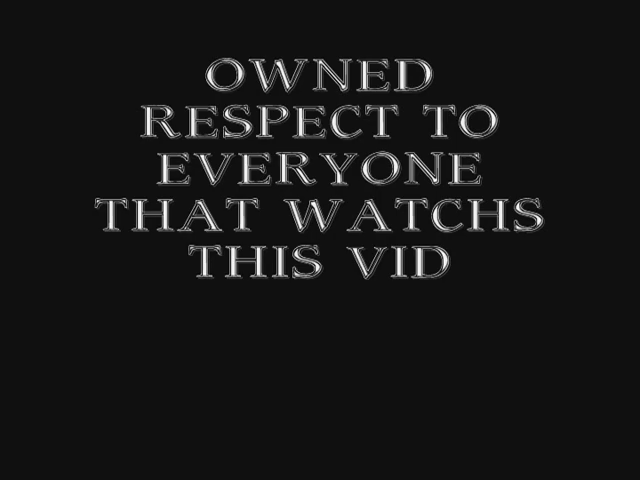 OWNED
RESPECT TO
EVERYONE
THAT WATCHS
THIS VID